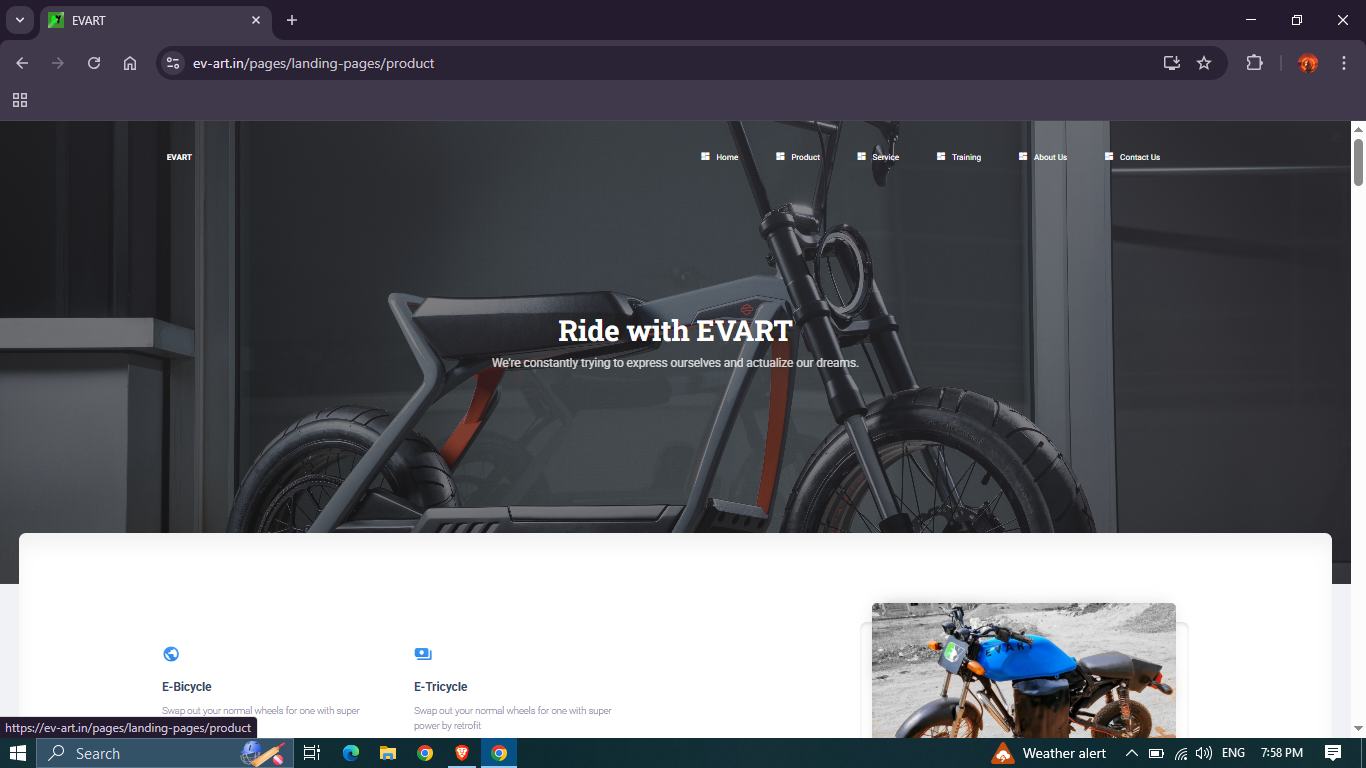 EVART
ev-art.in/pages/landing-pages/product
EVART
Home
Product
Service
Training
About Us
Contact Us
Ride with EVART
We're constantly trying to express ourselves and actualize our dreams.
E-Bicycle
E-Tricycle
Swap out your normal wheels for one with super
Swap out your normal wheels for one with super
power by retrofit
EVART
https://ev-art.in/pages/landing-pages/product
Search
Weather alert
ENG
7:58 PM